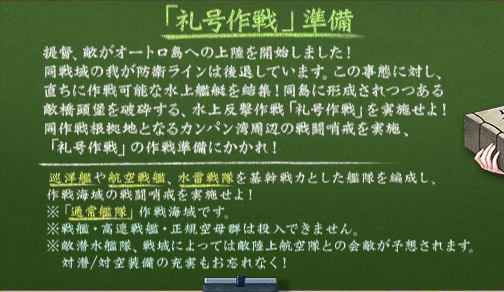 「礼号作戦」準備
提督、敵がオートロ島への上陸を開始しました！
同戦域の我が防衛ラインは後退しています。この事態に対し、
直ちに作戦可能な水上艦艇を結集！同島に形成されつつある
敵橋頭堡を破砕する、水上反撃作戦「礼号作戦」を実施せよ！
同作戦根拠地となるカンパン湾周辺の戦闘哨戒を実施、
「礼号作戦」の作戦準備にかかれ！
巡洋艦や航空戦艦、水雷戦隊を基幹戦力とした艦隊を編成し、
作戦海域の戦闘哨戒を実施せよ！
※「通常艦隊」作戦海域です。
※戦艦・高速戦艦・正規空母群は投入できません。
※敵潜水艦隊、戦域によっては敵陸上航空隊との会敵が予想されます。
対潜/対空装備の充実もお忘れなく！